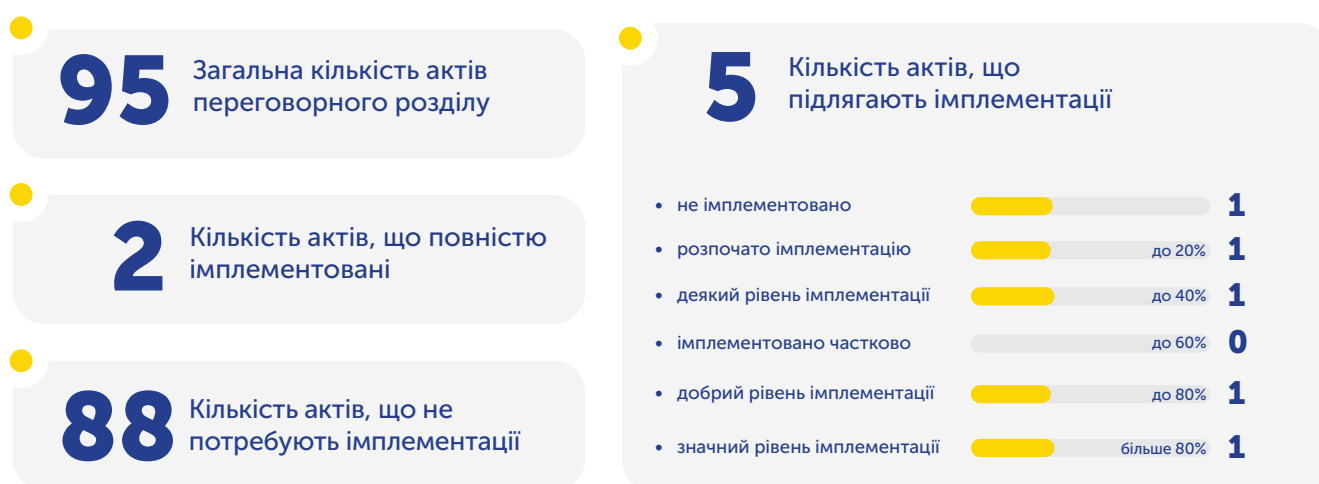 95
Загальна кількість актів
переговорного розділу
2
Кількість актів, що повністю
імплементовані
88
Кількість актів, що не
потребують імплементації
5
Кількість актів, що
підлягають імплементації
• не імплементовано 1
• розпочато імплементацію до 20% 1
• деякий рівень імплементації до 40% 1
• імплементовано частково до 60% 0
• добрий рівень імплементації до 80% 1
• значний рівень імплементації більше 80% 1